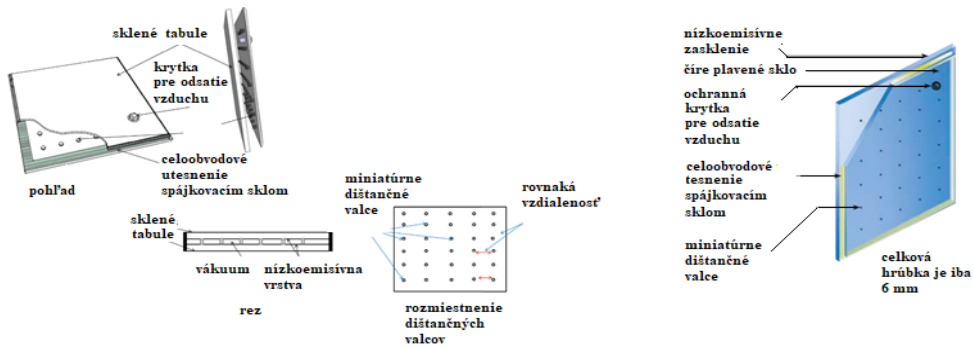 sklené tabule
krytka
pre odsatie
vzduchu
celoobvodové
utesnenie
spájkovacím sklom
pohľad
sklené
tabule
vákuum
nízkoemisívna
vrstva
rez
miniatúrne
dištančné
valce
rovnaká
vzdialenosť
rozmiestnenie
dištančných
valcov
nízkoemisívne
zasklenie
číre plavené sklo
ochranná
krytka
pre odsatie
vzduchu
celoobvodové
tesnenie
spájkovacím
sklom
miniatúrne
dištančné
valce
celková
hrúbka je iba
6 mm